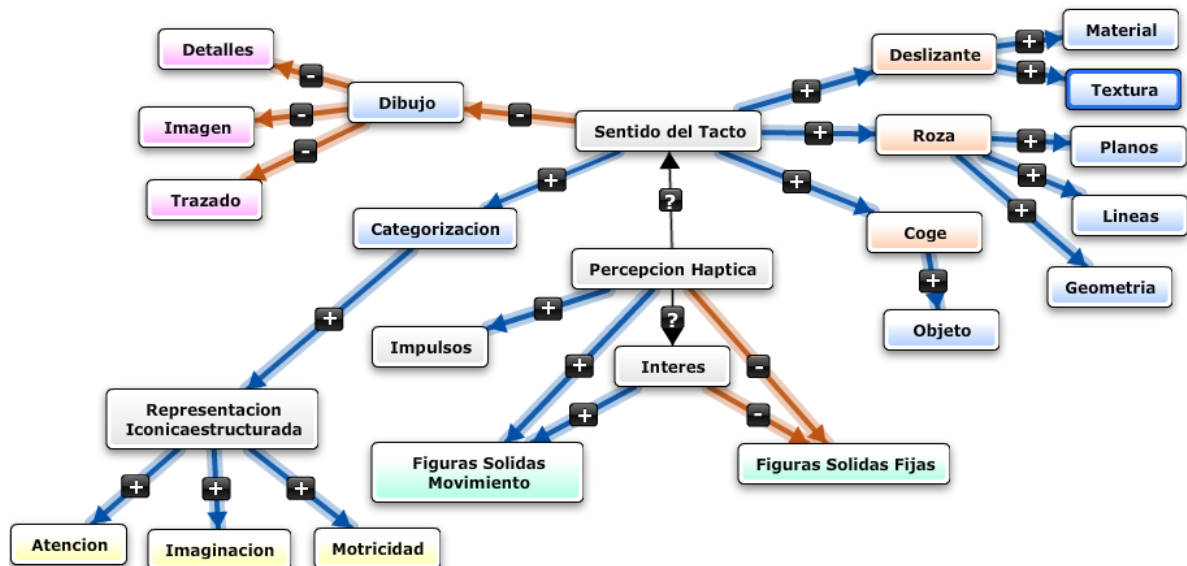 Detalles
-
Imagen
-
Dibujo
-
Trazado
-
Sentido del Tacto
+
Deslizante
+
Material
+
Textura
+
Roza
+
Planos
+
Lineas
+
Geometria
+
Coge
+
Objeto
+
Categorizacion
?
Percepcion Haptica
+
Impulsos
?
Interes
+
-
+
-
Figuras Solidas
Movimiento
Figuras Solidas Fijas
+
Representacion
Iconicaestructurada
+
+
+
Atencion
Imaginacion
Motricidad